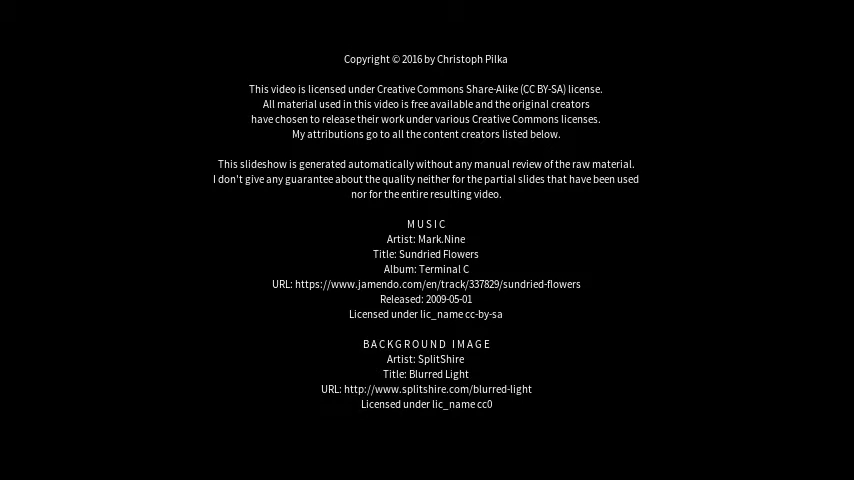 Copyright © 2016 by Christoph Pilka
This video is licensed under Creative Commons Share-Alike (CC BY-SA) license.
All material used in this video is free available and the original creators
have chosen to release their work under various Creative Commons licenses.
My attributions go to all the content creators listed below.
This slideshow is generated automatically without any manual review of the raw material.
I don't give any guarantee about the quality neither for the partial slides that have been used
nor for the entire resulting video.
MUSIC
Artist: Mark.Nine
Title: Sundried Flowers
Album: Terminal C
URL: https://www.jamendo.com/en/track/337829/sundried-flowers
Released: 2009-05-01
Licensed under lic_name cc-by-sa
BACKGROUND IMAGE
Artist: SplitShire
Title: Blurred Light
URL: http://www.splitshire.com/blurred-light
Licensed under lic_name cc0